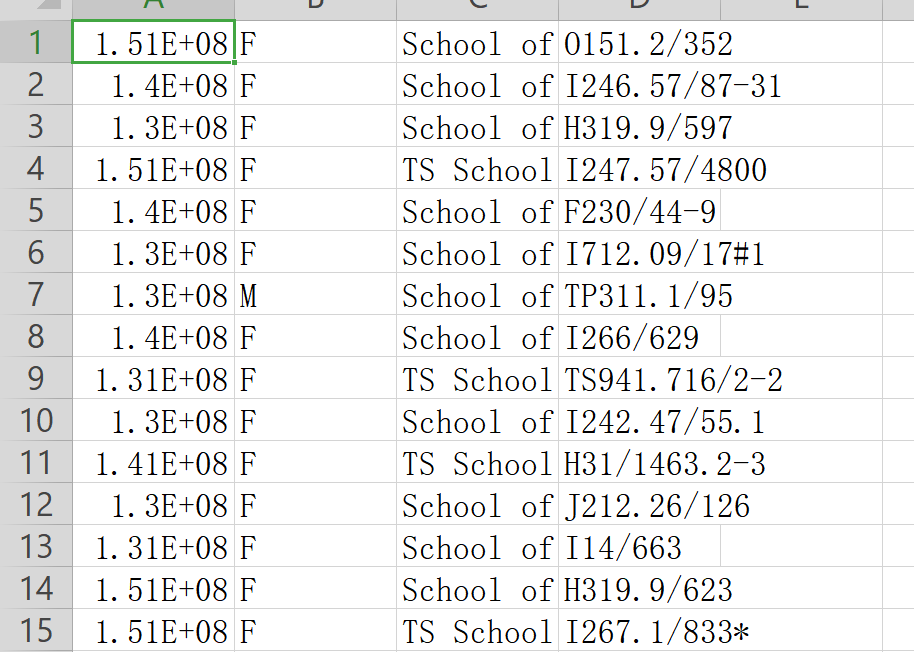 A B C D E
1 1.51E+08 F School of O151.2/352
2 1.4E+08 F School of I246.57/87-31
3 1.3E+08 F School of H319.9/597
4 1.51E+08 F TS School I247.57/4800
5 1.4E+08 F School of F230/44-9
6 1.3E+08 F School of I712.09/17#1
7 1.3E+08 M School of TP311.1/95
8 1.4E+08 F School of I266/629
9 1.31E+08 F TS School TS941.716/2-2
10 1.3E+08 F School of I242.47/55.1
11 1.41E+08 F TS School H31/1463.2-3
12 1.3E+08 F School of J212.26/126
13 1.31E+08 F School of I14/663
14 1.51E+08 F School of H319.9/623
15 1.51E+08 F TS School I267.1/833*